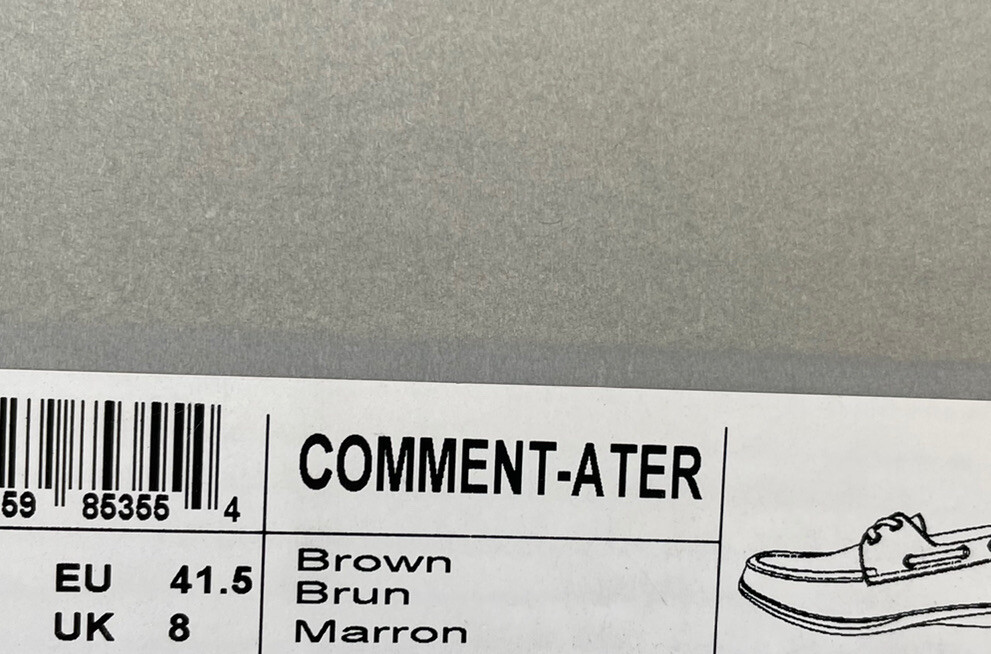 59 85355 4
COMMENT-ATER
EU 41.5
UK 8
Brown
Brun
Marron